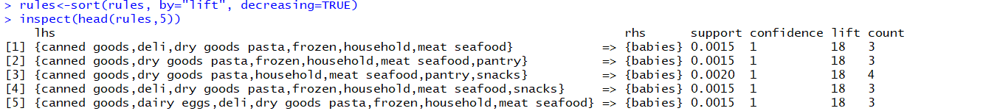 > rules<-sort(rules, by="lift", decreasing=TRUE)
> inspect(head(rules,5))
lhs rhs support confidence lift count
[1] {canned goods,deli,dry goods pasta,frozen,household,meat seafood} => {babies} 0.0015 1 18 3
[2] {canned goods,dry goods pasta,frozen,household,meat seafood,pantry} => {babies} 0.0015 1 18 3
[3] {canned goods,dry goods pasta,household,meat seafood,pantry,snacks} => {babies} 0.0020 1 18 4
[4] {canned goods,deli,dry goods pasta,frozen,household,meat seafood,snacks} => {babies} 0.0015 1 18 3
[5] {canned goods,dairy eggs,deli,dry goods pasta,frozen,household,meat seafood} => {babies} 0.0015 1 18 3